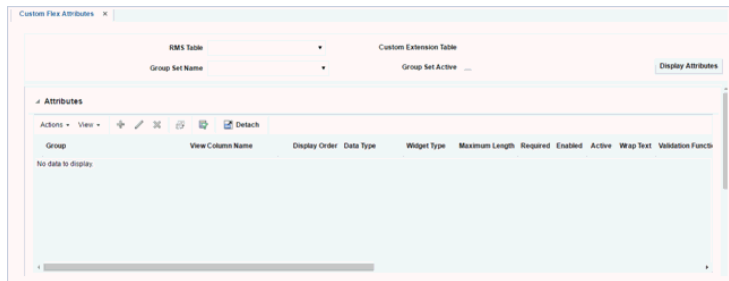 Custom Flex Attributes ×
RMS Table Custom Extension Table
Group Set Name Group Set Active ... Display Attributes
Attributes
Actions View Detach
Group View Column Name Display Order Data Type Widget Type Maximum Length Required Enabled Active Wrap Text Validation Functi
No data to display